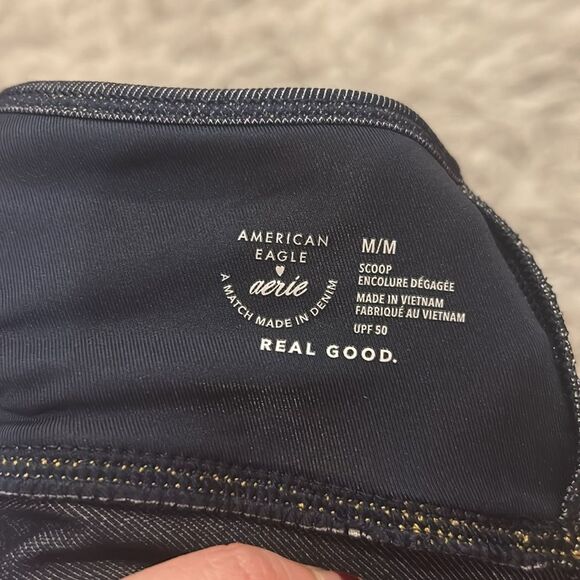 AMERICAN
EAGLE
aerie
A MATCH MADE IN DENIM
REAL GOOD.
M/M
SCOOP
ENCOLURE DÉGAGÉE
MADE IN VIETNAM
FABRIQUÉ AU VIETNAM
UPF 50